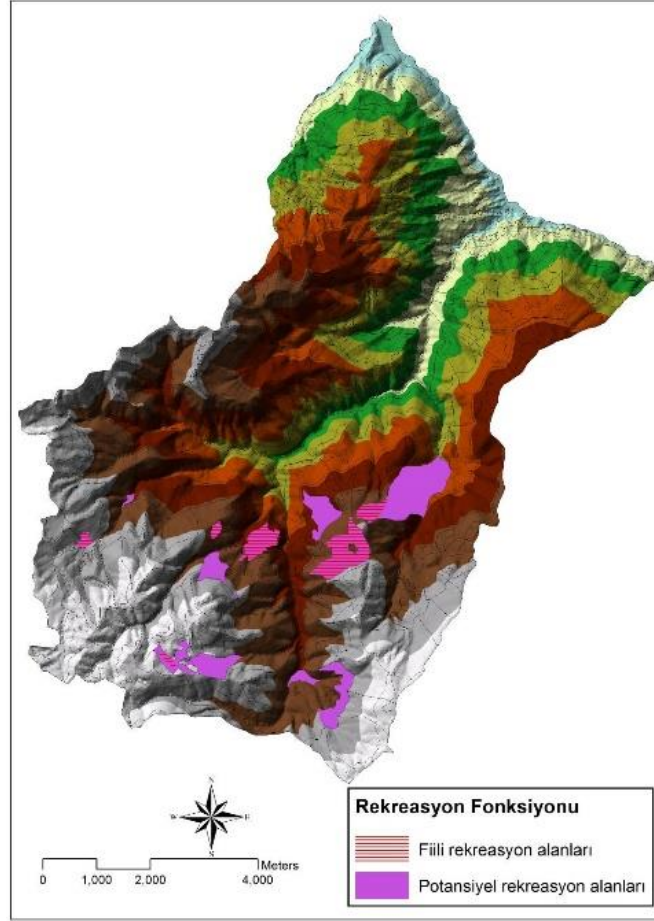 N
W
E
N
Meters
0 1,000 2,000 4,000
Rekreasyon Fonksiyonu
Fiili rekreasyon alanları
Potansiyel rekreasyon alanları